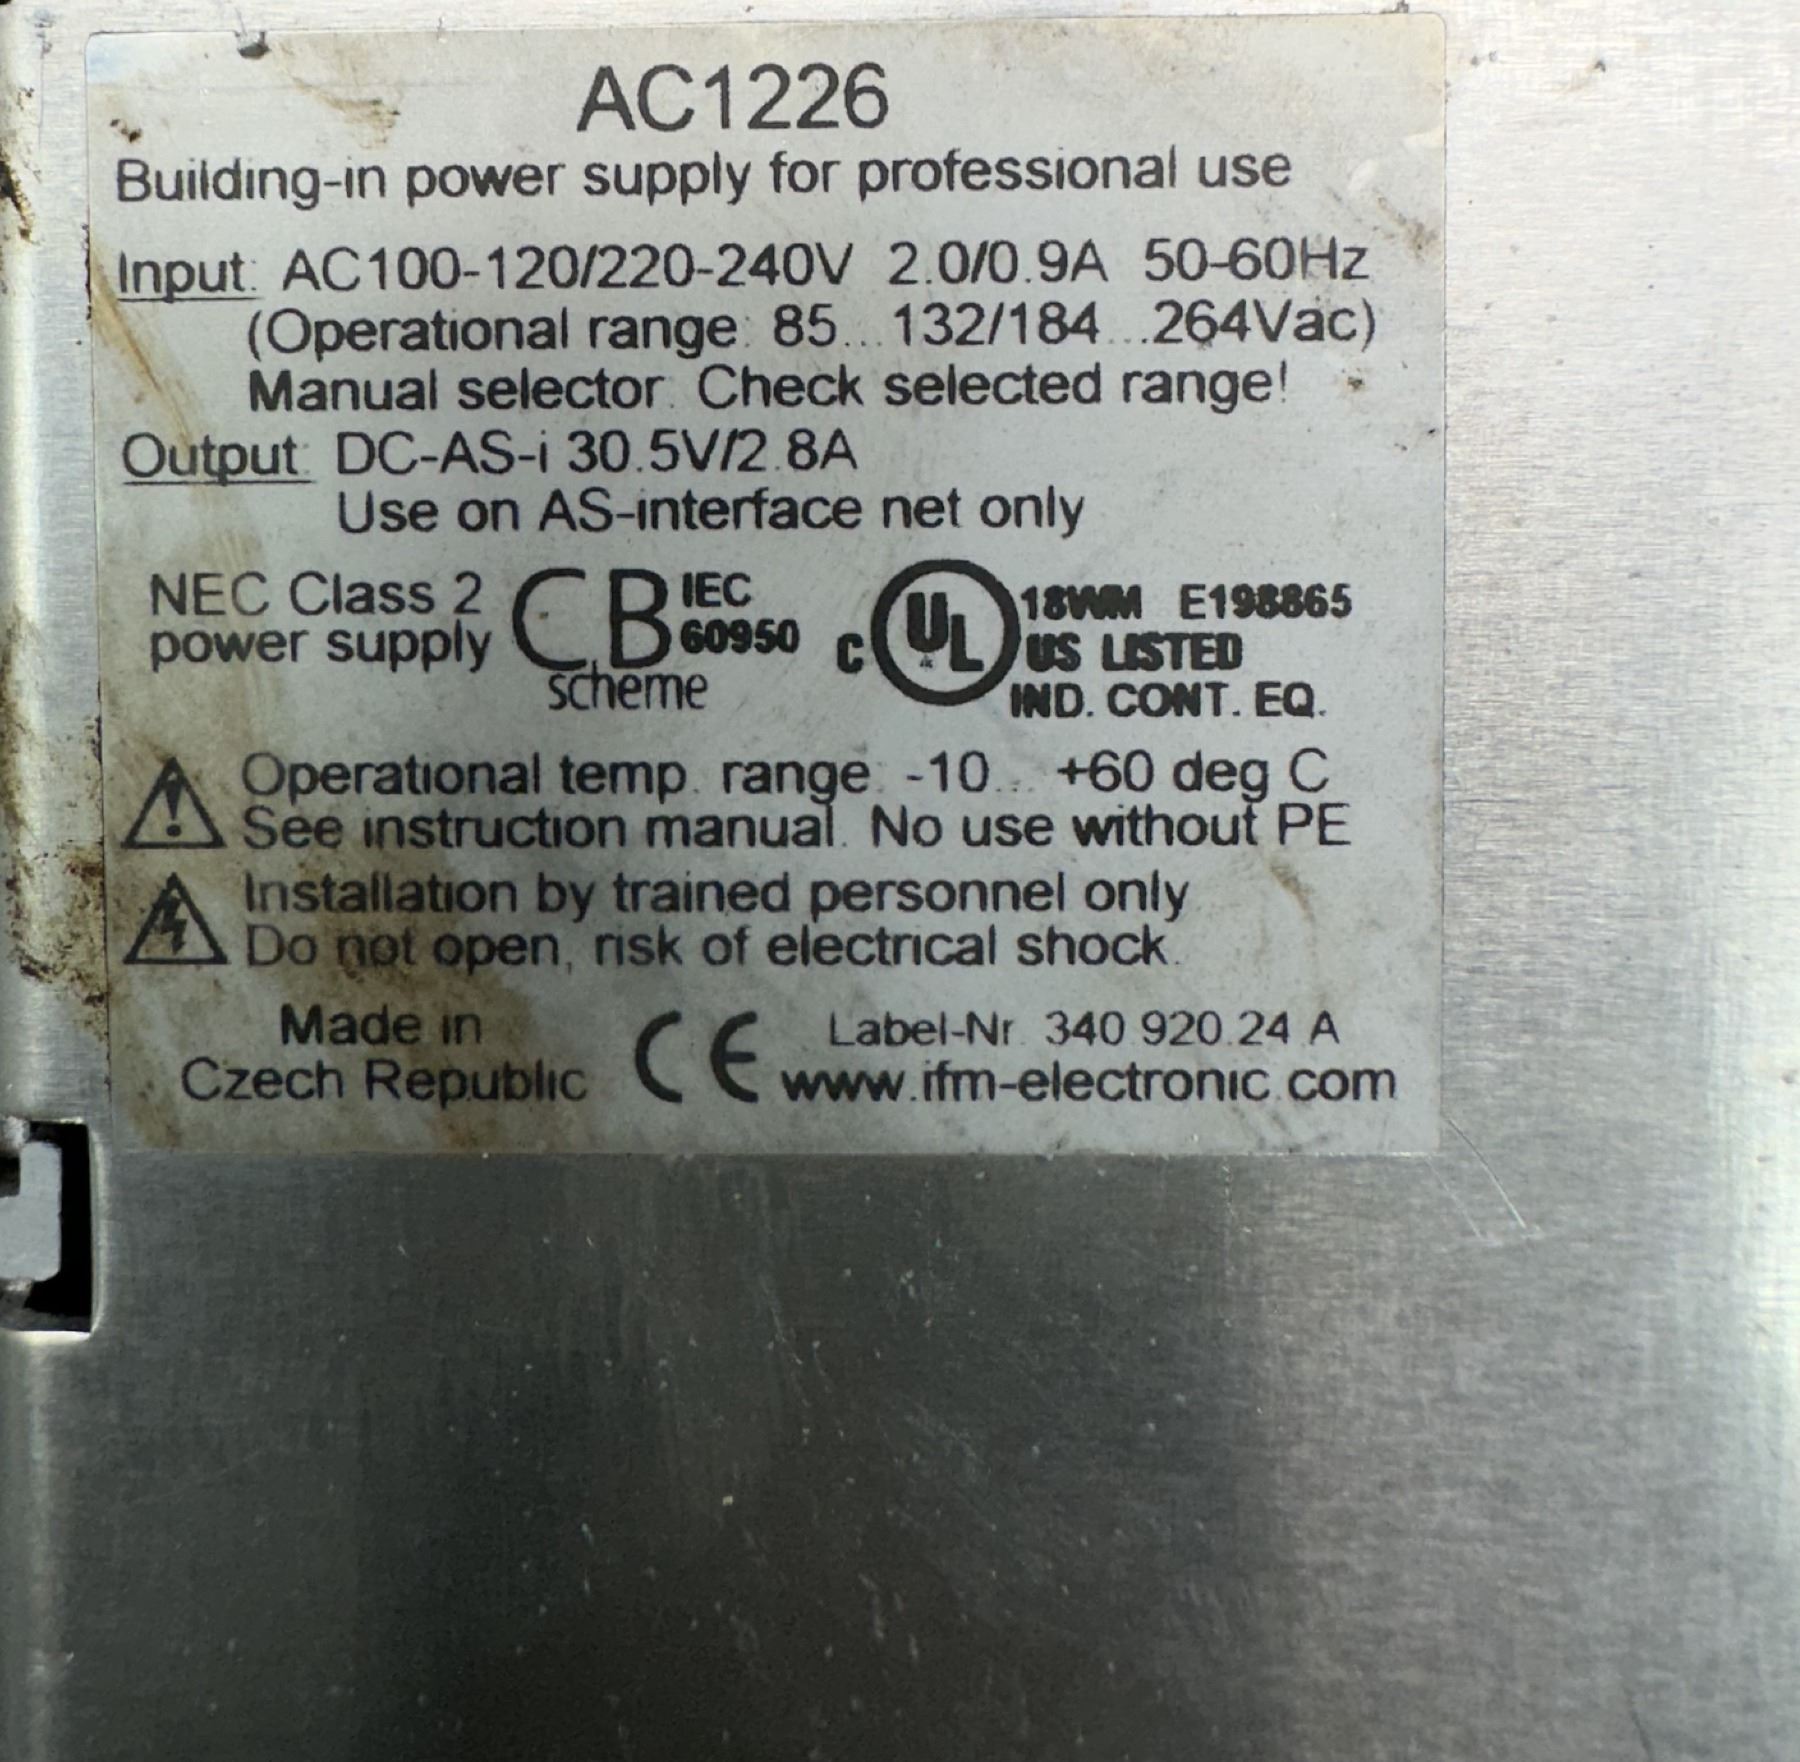 AC1226
Building-in power supply for professional use
Input: AC100-120/220-240V 2.0/0.9A 50-60Hz
(Operational range: 85...132/184...264Vac)
Manual selector. Check selected range!
Output: DC-AS-i 30.5V/2.8A
Use on AS-interface net only
NEC Class 2
power supply
CB scheme
IEC
60950
C UL US LISTED
18WM E198865
IND. CONT. EQ.
Operational temp. range: -10... +60 deg C
See instruction manual. No use without PE
Installation by trained personnel only
Do not open, risk of electrical shock.
Made in
Czech Republic
CE
Label-Nr. 340.920.24 A
www.ifm-electronic.com